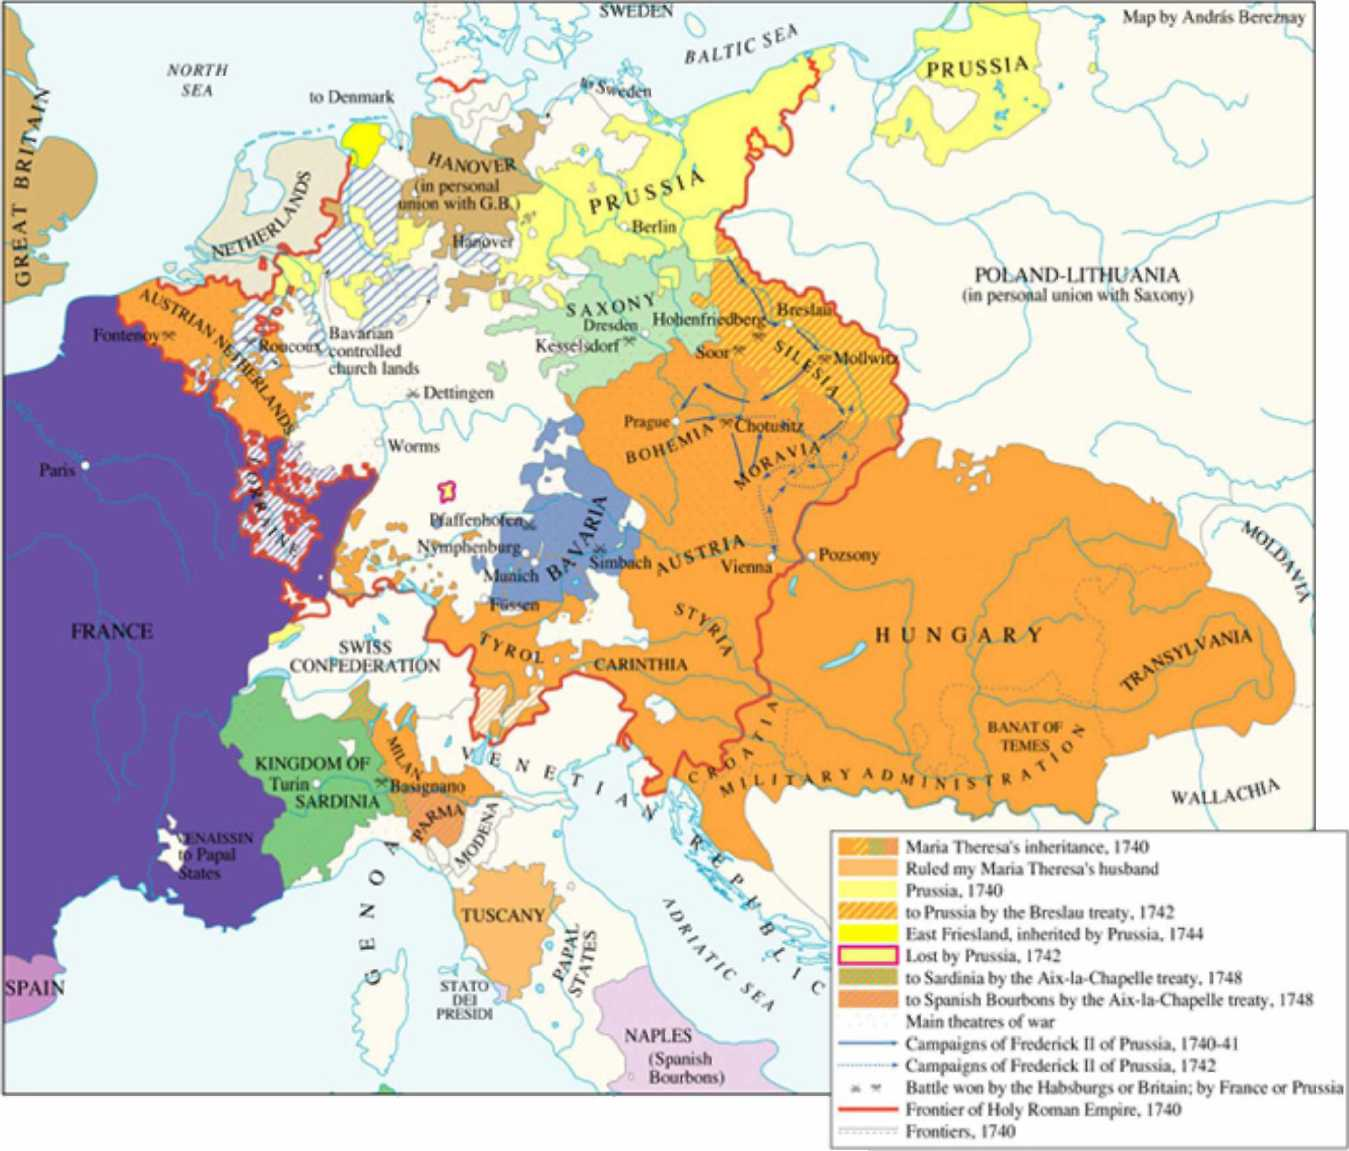 SWEDEN
Map by András Bereznay
BALTIC SEA
NORTH
SEA
PRUSSIA
to Sweden
to Denmark
GREAT BRITAIN
HANOVER
(in personal
union with G.B.)
NETHERLANDS
PRUSSIA
Berlin
Hanover
POLAND-LITHUANIA
(in personal union with Saxony)
AUSTRIAN NETHERLANDS
SAXONY
Dresden
Hohenfriedberg
Breslau
Fontenoy
Roucoux
Bavarian
controlled
church lands
Kesselsdorf
Soor
SILESIA
Mollwitz
Dettingen
Prague
Chotusitz
BOHEMIA
MORAVIA
Worms
Paris
LORRAINE
Pfaffenhofen
BAVARIA
Nymphenburg
Simbach
AUSTRIA
Vienna
Pozsony
MOLDAVIA
Munich
Füssen
FRANCE
SWISS
CONFEDERATION
TYROL
STYRIA
CARINTHIA
HUNGARY
TRANSYLVANIA
BANAT OF
TEMES
CROATIA
MILITARY ADMINISTRATION
KINGDOM OF
Turin
SARDINIA
MILAN
Basignano
PARMA
MODENA
VENETIAN REPUBLIC
WALLACHIA
ENAISSIN
to Papal
States
GENOA
TUSCANY
PAPAL
STATES
ADRIATIC SEA
SPAIN
STATO
DEI
PRESIDI
NAPLES
(Spanish
Bourbons)
Maria Theresa's inheritance, 1740
Ruled my Maria Theresa's husband
Prussia, 1740
to Prussia by the Breslau treaty, 1742
East Friesland, inherited by Prussia, 1744
Lost by Prussia, 1742
to Sardinia by the Aix-la-Chapelle treaty, 1748
to Spanish Bourbons by the Aix-la-Chapelle treaty, 1748
Main theatres of war
Campaigns of Frederick II of Prussia, 1740-41
Campaigns of Frederick II of Prussia, 1742
Battle won by the Habsburgs or Britain; by France or Prussia
Frontier of Holy Roman Empire, 1740
Frontiers, 1740